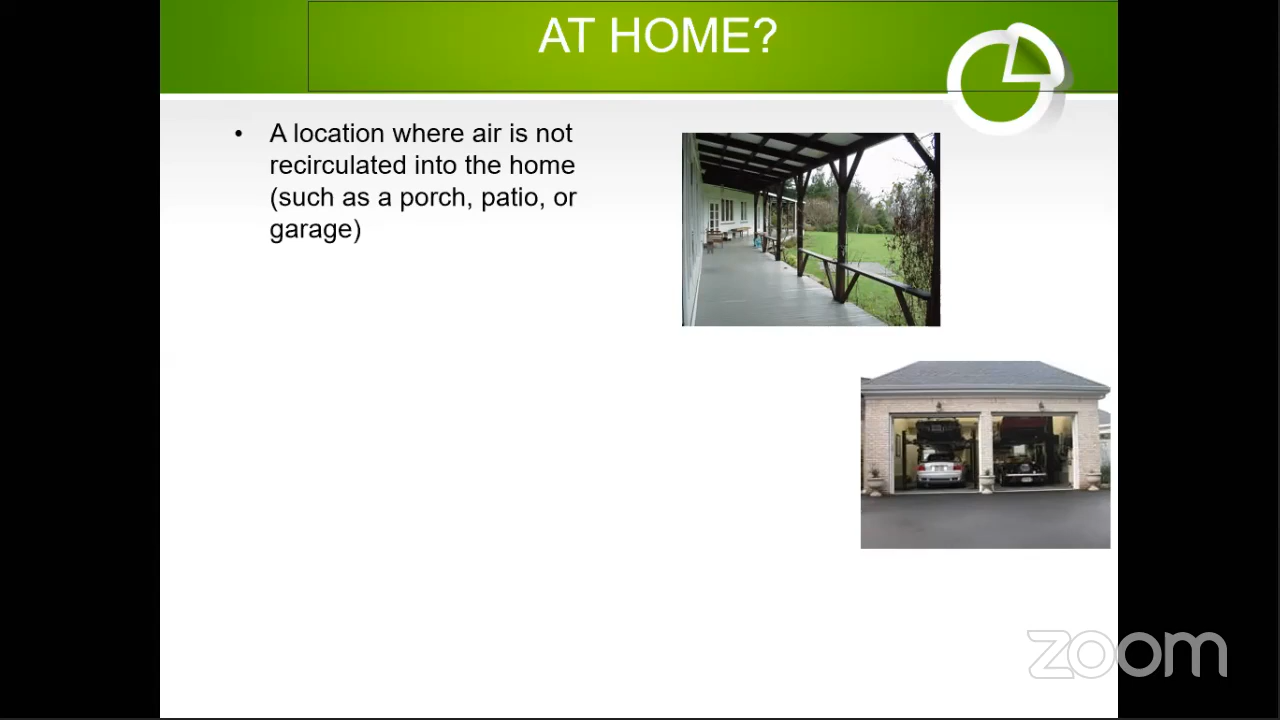 AT HOME?
• A location where air is not
recirculated into the home
(such as a porch, patio, or
garage)
zoom